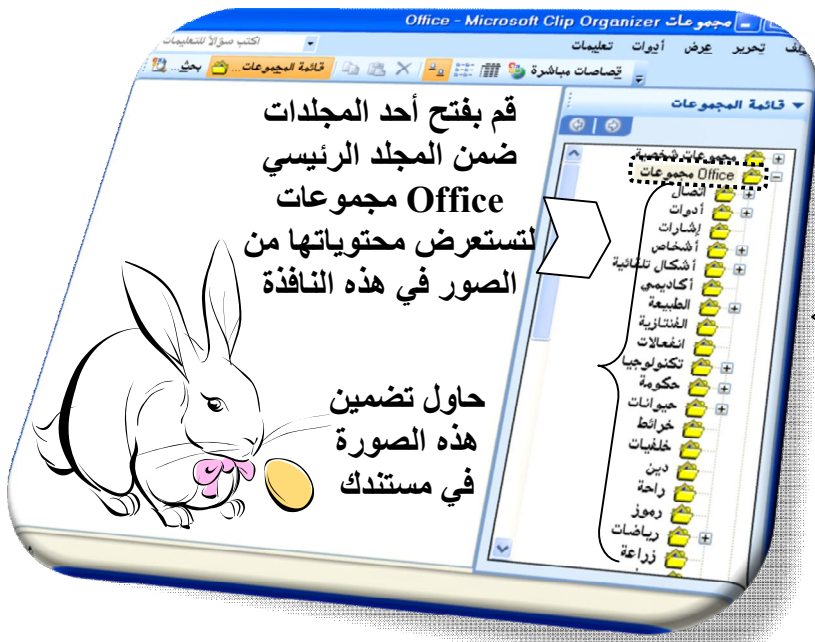 مجموعات Office - Microsoft Clip Organizer
تحرير عرض أدوات تعليمات
اكتب سؤالاً للتعليمات
قصاصات مباشرة
قائمة المجموعات...
بحث...
قائمة المجموعات
مجموعات شخصية
مجموعات Office
اتصال
أدوات
إشارات
أشخاص
أشكال تلقائية
أكاديمي
الطبيعة
الفنتازية
انفعالات
تكنولوجيا
حكومة
حيوانات
خرائط
خلفيات
دين
راحة
رموز
رياضات
زراعة
قم بفتح أحد المجلدات
ضمن المجلد الرئيسي
مجموعات Office
لتستعرض محتوياتها من
الصور في هذه النافذة
حاول تضمين
هذه الصورة
في مستندك